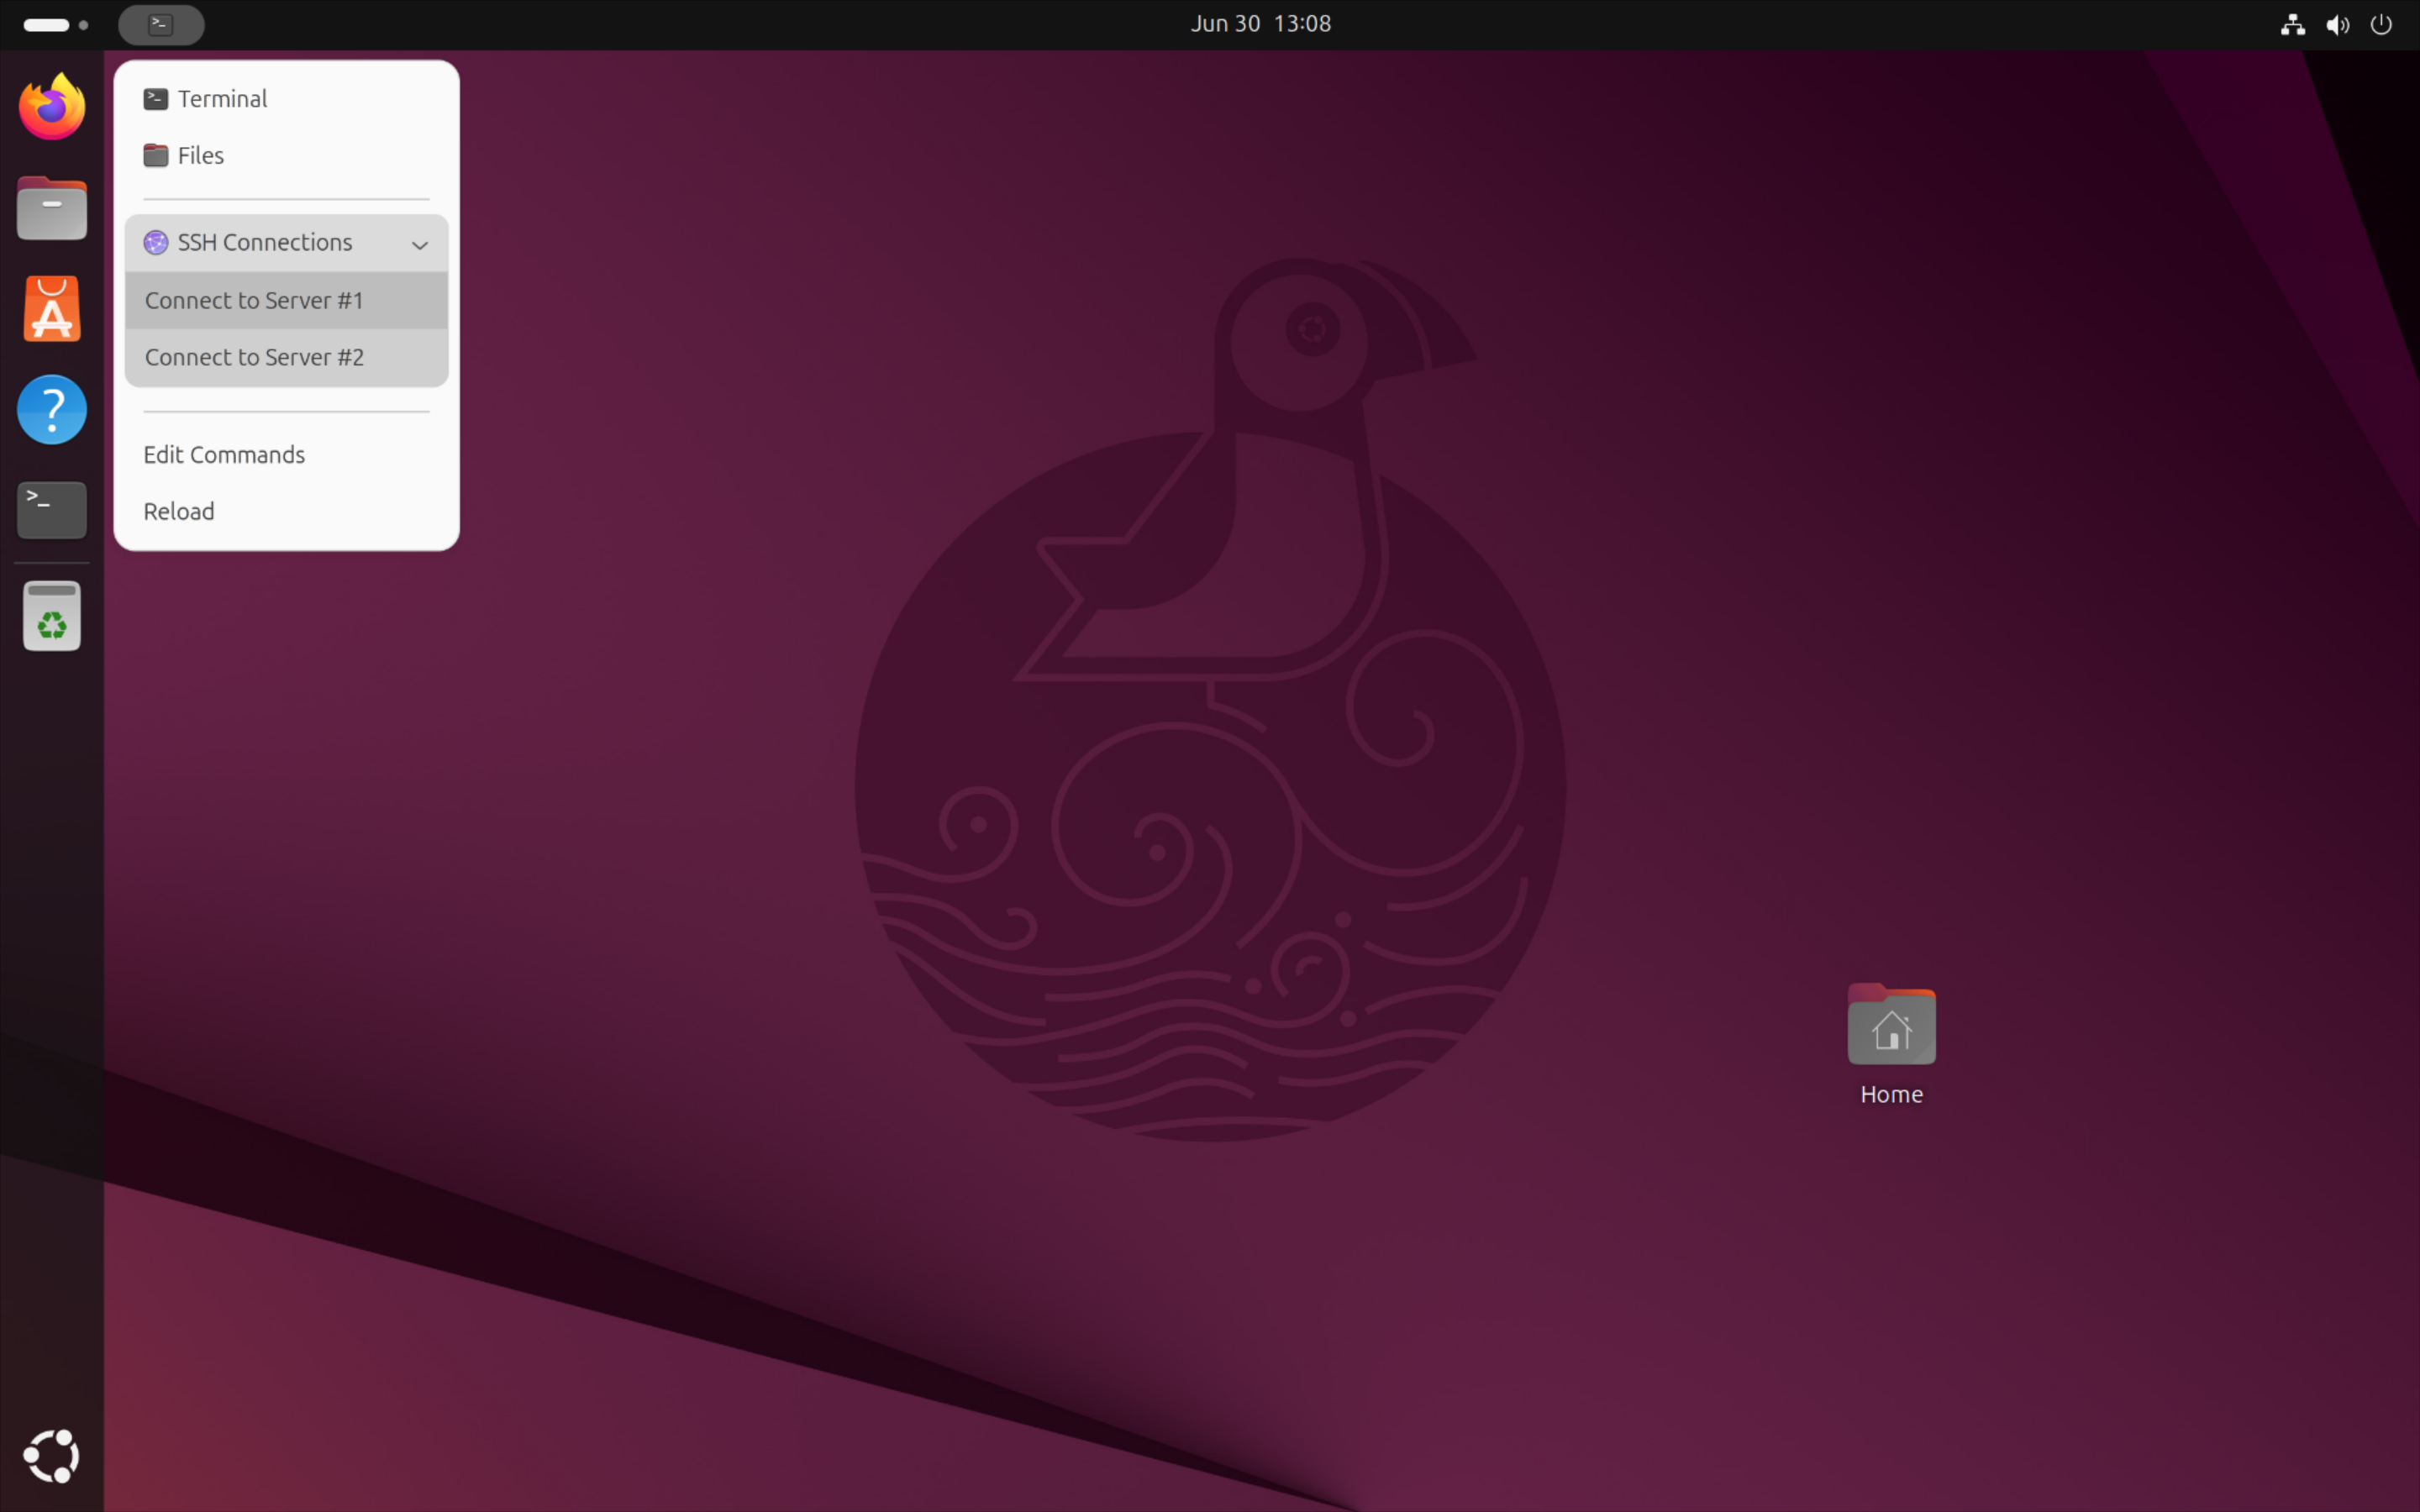 Jun 30 13:08
Terminal
Files
SSH Connections
Connect to Server #1
Connect to Server #2
Edit Commands
Reload
Home